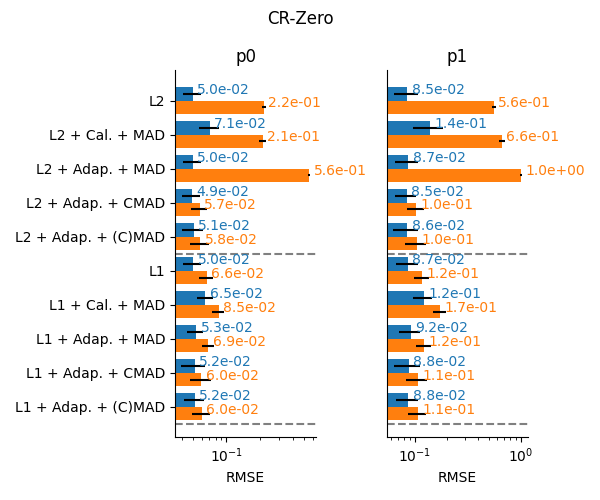 CR-Zero
p0
p1
L2
5.0e-02
2.2e-01
8.5e-02
5.6e-01
L2 + Cal. + MAD
7.1e-02
2.1e-01
1.4e-01
6.6e-01
L2 + Adap. + MAD
5.0e-02
5.6e-01
8.7e-02
1.0e+00
L2 + Adap. + CMAD
4.9e-02
5.7e-02
8.5e-02
1.0e-01
L2 + Adap. + (C)MAD
5.1e-02
5.8e-02
8.6e-02
1.0e-01
L1
5.0e-02
6.6e-02
8.7e-02
1.2e-01
L1 + Cal. + MAD
6.5e-02
8.5e-02
1.2e-01
1.7e-01
L1 + Adap. + MAD
5.3e-02
6.9e-02
9.2e-02
1.2e-01
L1 + Adap. + CMAD
5.2e-02
6.0e-02
8.8e-02
1.1e-01
L1 + Adap. + (C)MAD
5.2e-02
6.0e-02
8.8e-02
1.1e-01
10⁻¹
10⁻¹
10⁰
RMSE
RMSE